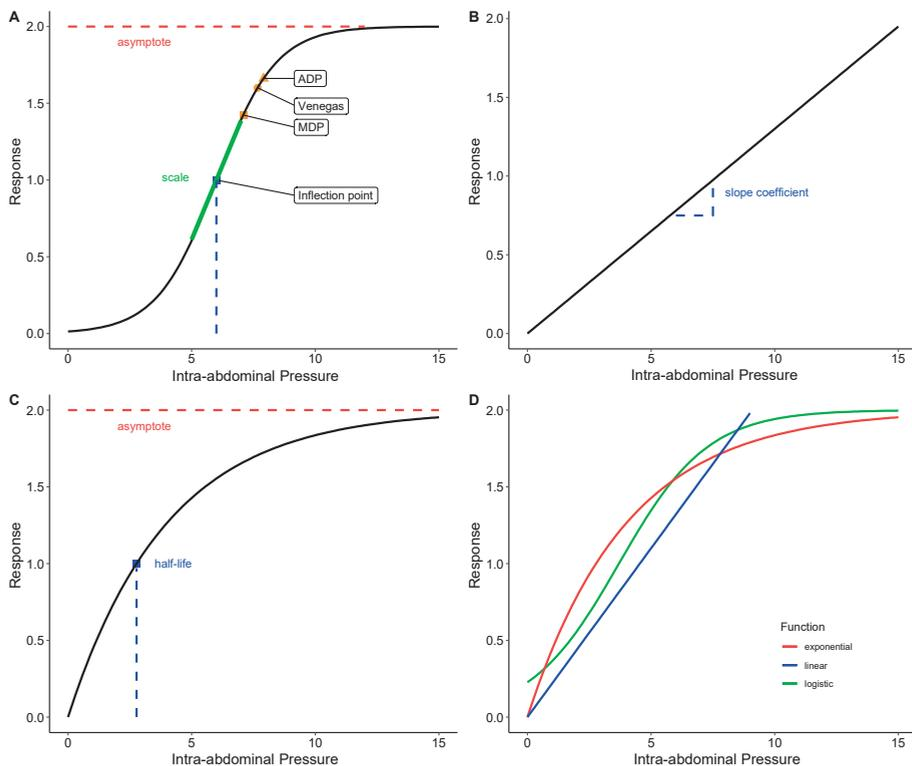 A
2.0
asymptote
ADP
Venegas
1.5
MDP
scale
1.0
Inflection point
0.5
0.0
Response
0 5 10 15
Intra-abdominal Pressure
B
2.0
1.5
1.0
slope coefficient
0.5
0.0
Response
0 5 10 15
Intra-abdominal Pressure
C
2.0
asymptote
1.5
1.0
half-life
0.5
0.0
Response
0 5 10 15
Intra-abdominal Pressure
D
2.0
1.5
1.0
0.5
0.0
Response
Function
exponential
linear
logistic
0 5 10 15
Intra-abdominal Pressure